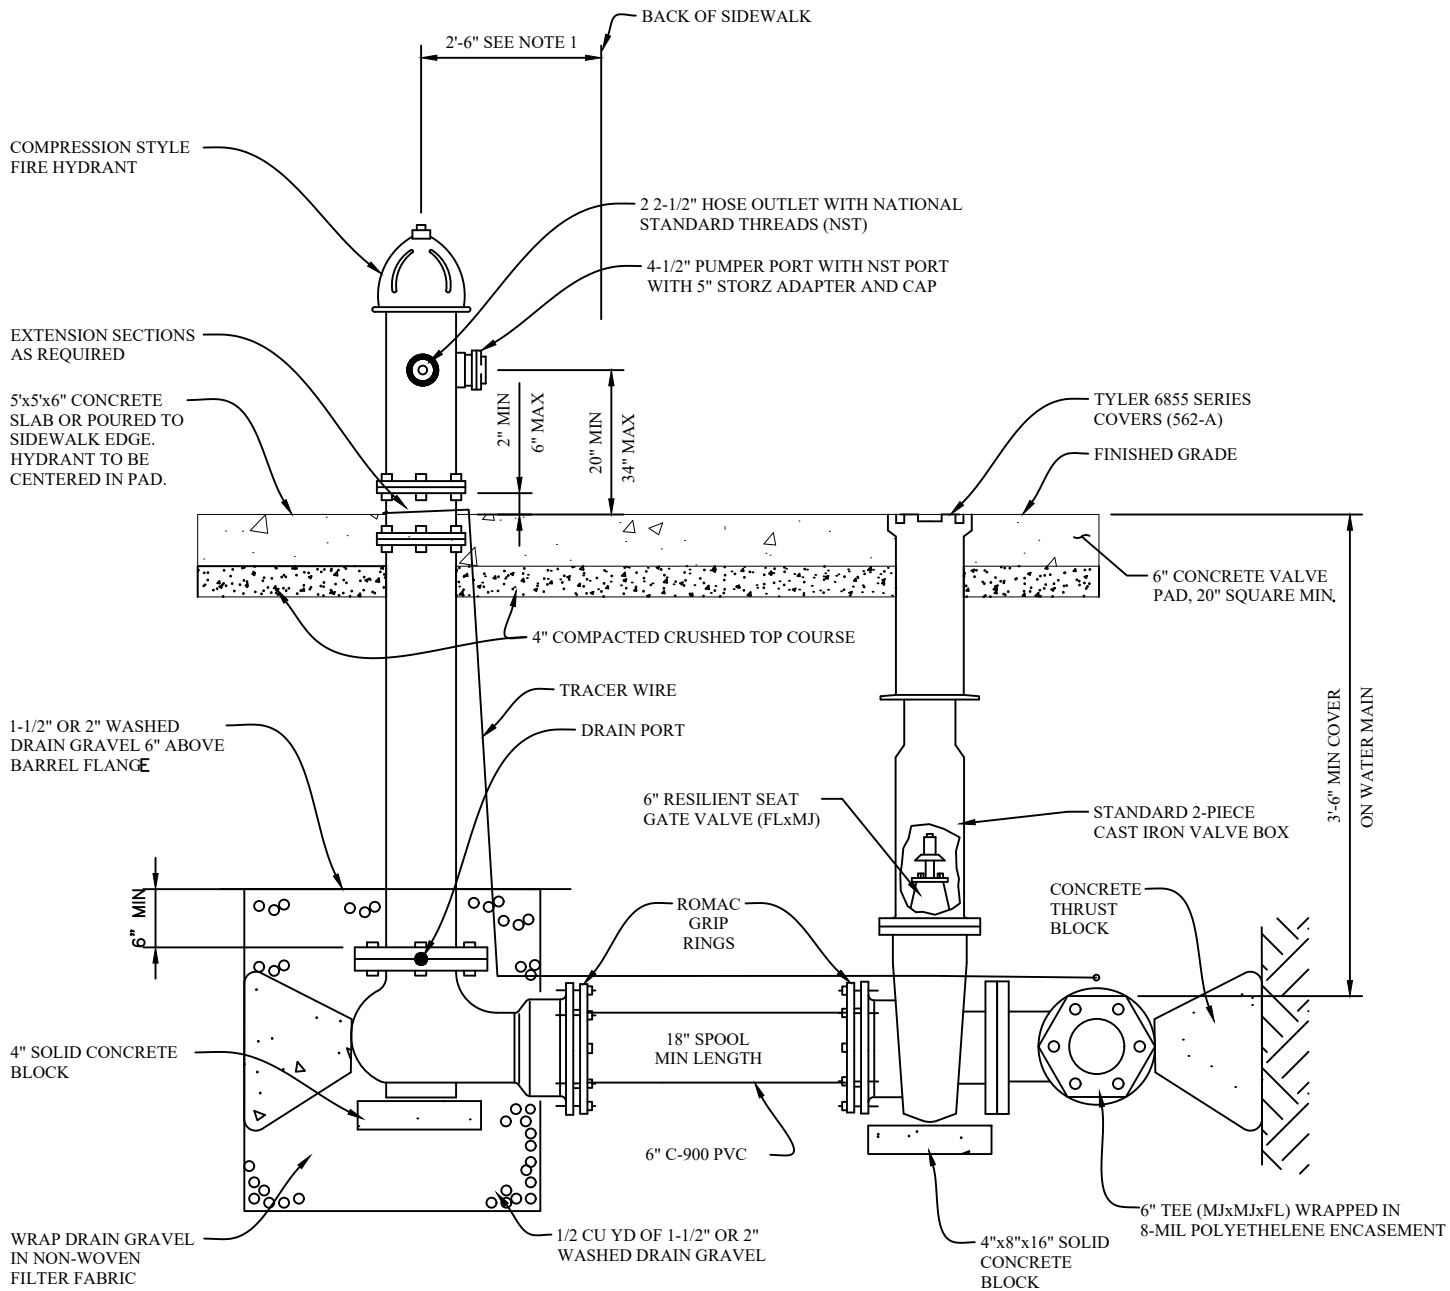 BACK OF SIDEWALK
2'-6" SEE NOTE 1
COMPRESSION STYLE
FIRE HYDRANT
2 2-1/2" HOSE OUTLET WITH NATIONAL
STANDARD THREADS (NST)
4-1/2" PUMPER PORT WITH NST PORT
WITH 5" STORZ ADAPTER AND CAP
EXTENSION SECTIONS
AS REQUIRED
5'x5'x6" CONCRETE
SLAB OR POURED TO
SIDEWALK EDGE.
HYDRANT TO BE
CENTERED IN PAD.
2" MIN
6" MAX
20" MIN
34" MAX
TYLER 6855 SERIES
COVERS (562-A)
FINISHED GRADE
6" CONCRETE VALVE
PAD, 20" SQUARE MIN.
4" COMPACTED CRUSHED TOP COURSE
TRACER WIRE
DRAIN PORT
1-1/2" OR 2" WASHED
DRAIN GRAVEL 6" ABOVE
BARREL FLANGE
3'-6" MIN COVER
ON WATER MAIN
6" RESILIENT SEAT
GATE VALVE (FLxMJ)
STANDARD 2-PIECE
CAST IRON VALVE BOX
6" MIN
ROMAC
GRIP
RINGS
CONCRETE
THRUST
BLOCK
4" SOLID CONCRETE
BLOCK
18" SPOOL
MIN LENGTH
6" C-900 PVC
WRAP DRAIN GRAVEL
IN NON-WOVEN
FILTER FABRIC
1/2 CU YD OF 1-1/2" OR 2"
WASHED DRAIN GRAVEL
4"x8"x16" SOLID
CONCRETE
BLOCK
6" TEE (MJxMJxFL) WRAPPED IN
8-MIL POLYETHELENE ENCASEMENT